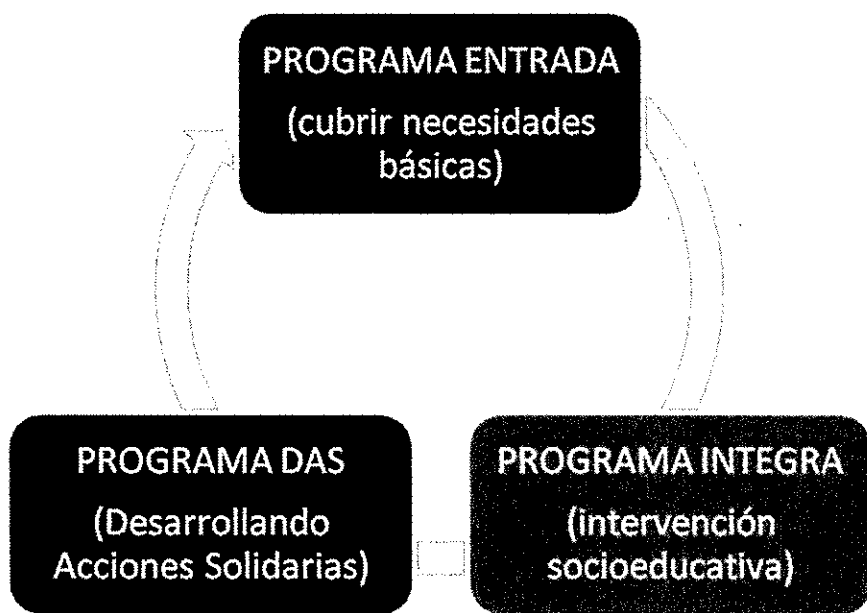 PROGRAMA ENTRADA
(cubrir necesidades
básicas)
PROGRAMA DAS
(Desarrollando
Acciones Solidarias)
PROGRAMA INTEGRA
(intervención
socioeducativa)